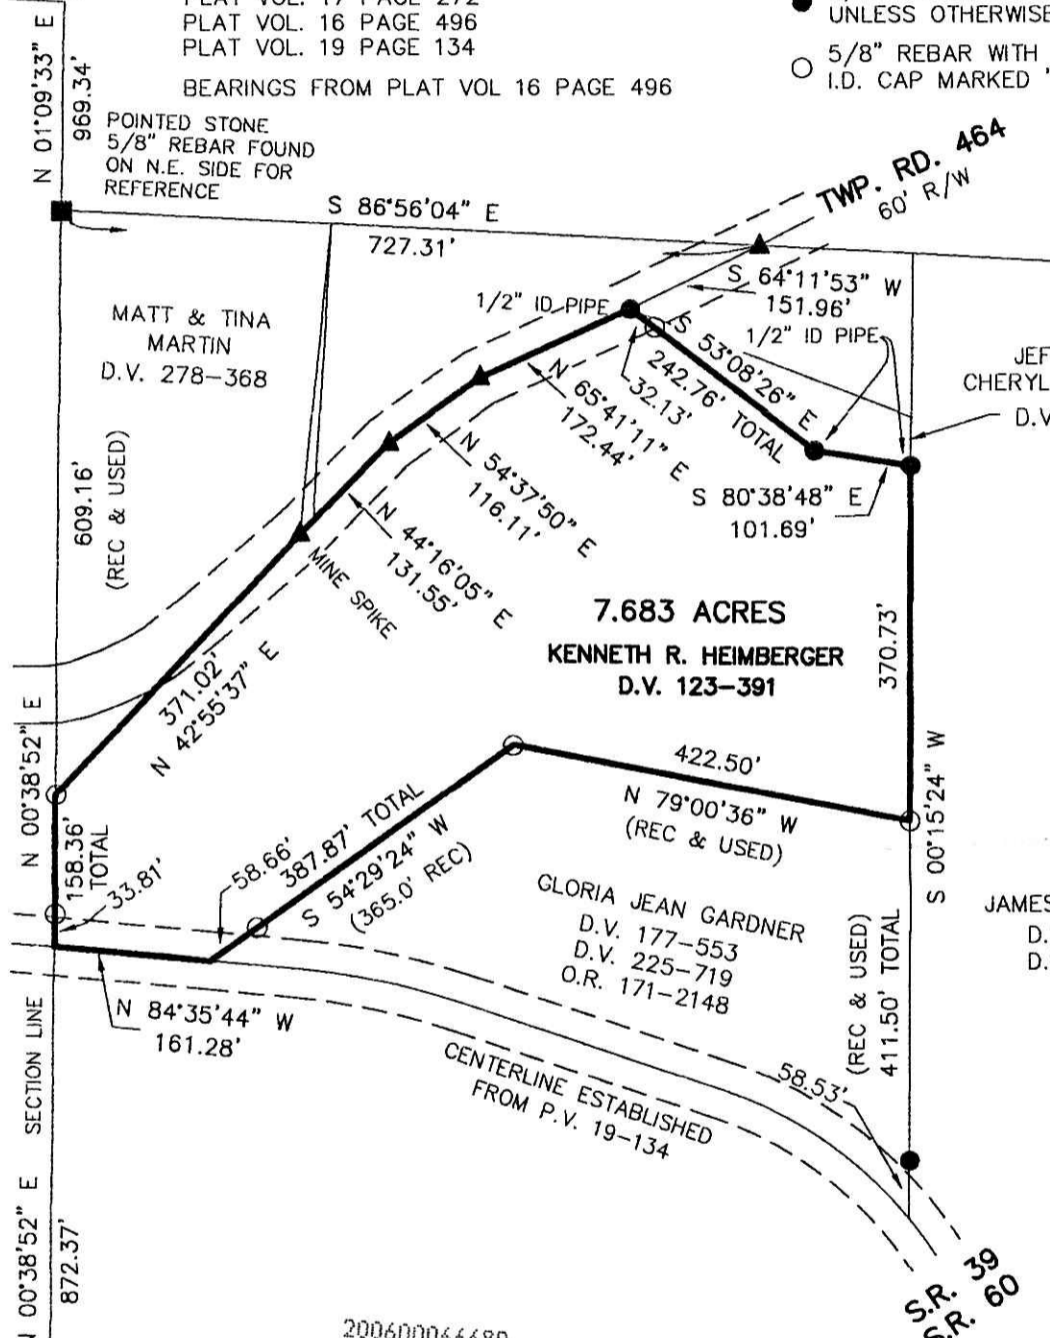 PLAT VOL. 17 PAGE 272
PLAT VOL. 16 PAGE 496
PLAT VOL. 19 PAGE 134
BEARINGS FROM PLAT VOL 16 PAGE 496
UNLESS OTHERWISE
5/8" REBAR WITH
I.D. CAP MARKED "
N 01°09'33" E
969.34'
POINTED STONE
5/8" REBAR FOUND
ON N.E. SIDE FOR
REFERENCE
TWP. RD. 464
60' R/W
S 86°56'04" E
727.31'
S 64°11'53" W
151.96'
MATT & TINA
MARTIN
D.V. 278-368
1/2" ID PIPE
S 53°08'26" E
242.76' TOTAL
32.13'
1/2" ID PIPE
JEF
CHERYL
D.V
N 65°41'11" E
172.44'
N 54°37'50" E
116.11'
N 44°16'05" E
131.55'
MINE SPIKE
S 80°38'48" E
101.69'
609.16'
(REC & USED)
7.683 ACRES
KENNETH R. HEIMBERGER
D.V. 123-391
370.73'
371.02'
N 42°55'37" E
N 00°38'52" E
158.36'
TOTAL
33.81'
422.50'
N 79°00'36" W
(REC & USED)
S 00°15'24" W
58.66'
387.87' TOTAL
S 54°29'24" W
(365.0' REC)
GLORIA JEAN GARDNER
D.V. 177-553
D.V. 225-719
O.R. 171-2148
JAMES
D.
D.
(REC & USED)
411.50' TOTAL
N 84°35'44" W
161.28'
SECTION LINE
CENTERLINE ESTABLISHED
FROM P.V. 19-134
58.53'
N 00°38'52" E
872.37'
S.R. 39
S.R. 60